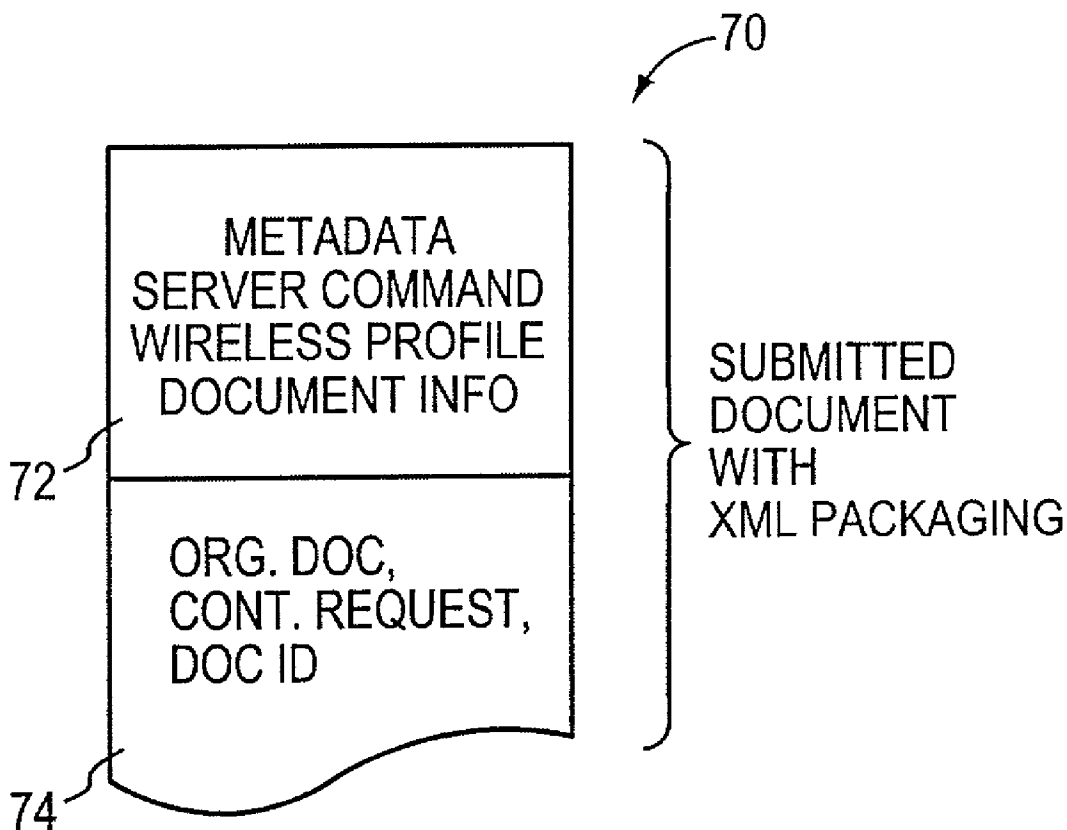 70
METADATA
SERVER COMMAND
WIRELESS PROFILE
DOCUMENT INFO
72
ORG. DOC,
CONT. REQUEST,
DOC ID
74
SUBMITTED
DOCUMENT
WITH
XML PACKAGING